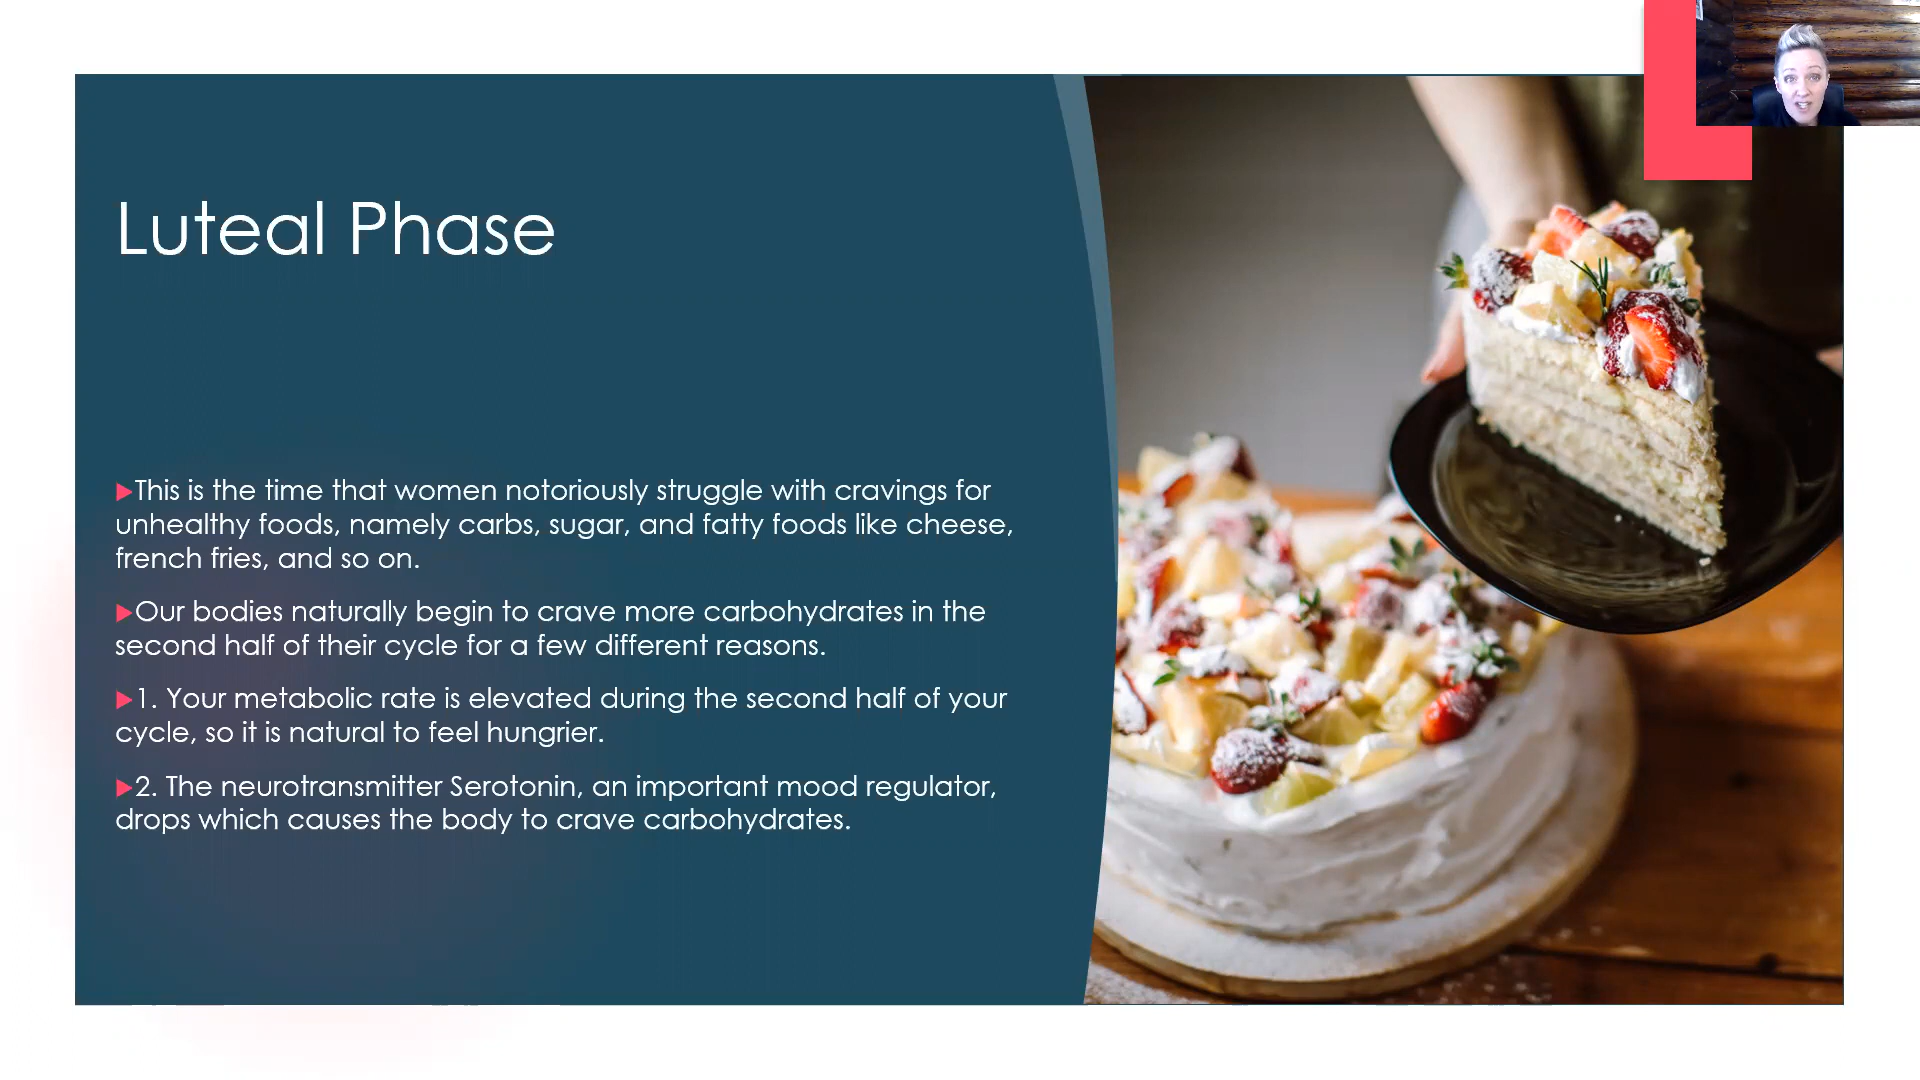 Luteal Phase
This is the time that women notoriously struggle with cravings for
unhealthy foods, namely carbs, sugar, and fatty foods like cheese,
french fries, and so on.
Our bodies naturally begin to crave more carbohydrates in the
second half of their cycle for a few different reasons.
1. Your metabolic rate is elevated during the second half of your
cycle, so it is natural to feel hungrier.
2. The neurotransmitter Serotonin, an important mood regulator,
drops which causes the body to crave carbohydrates.